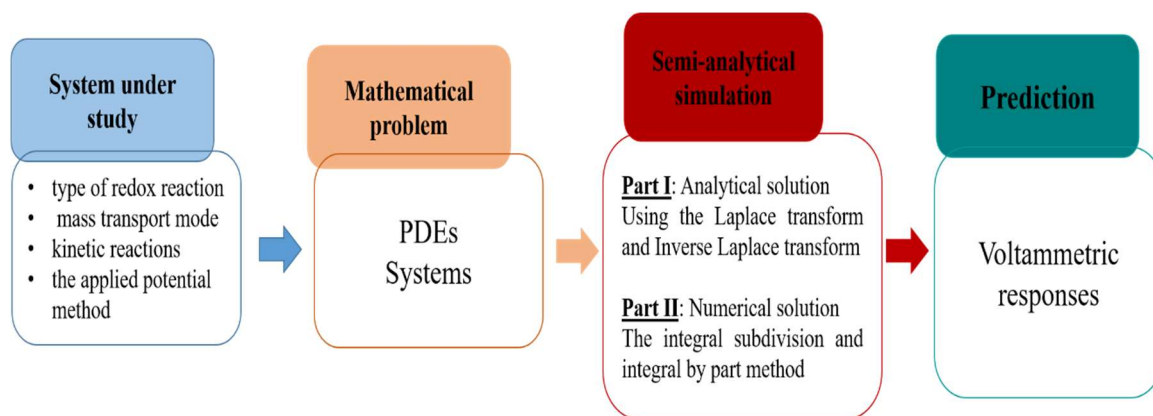 System under
study
• type of redox reaction
• mass transport mode
• kinetic reactions
• the applied potential
method
Mathematical
problem
PDEs
Systems
Semi-analytical
simulation
Part I: Analytical solution
Using the Laplace transform
and Inverse Laplace transform
Part II: Numerical solution
The integral subdivision and
integral by part method
Prediction
Voltammetric
responses